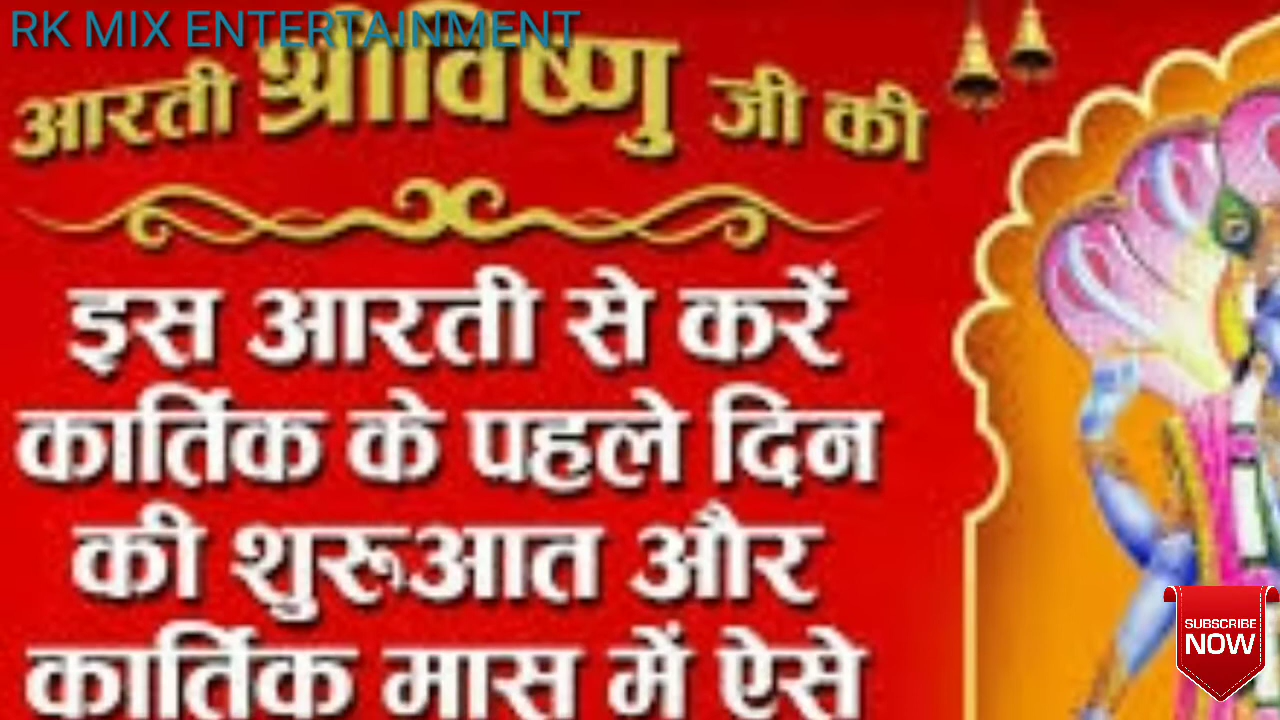 RK MIX ENTERTAINMENT
आरती श्रीविष्णु जी की
इस आरती से करें
कार्तिक के पहले दिन
की शुरूआत और
कार्तिक मास में ऐसे
SUBSCRIBE
NOW